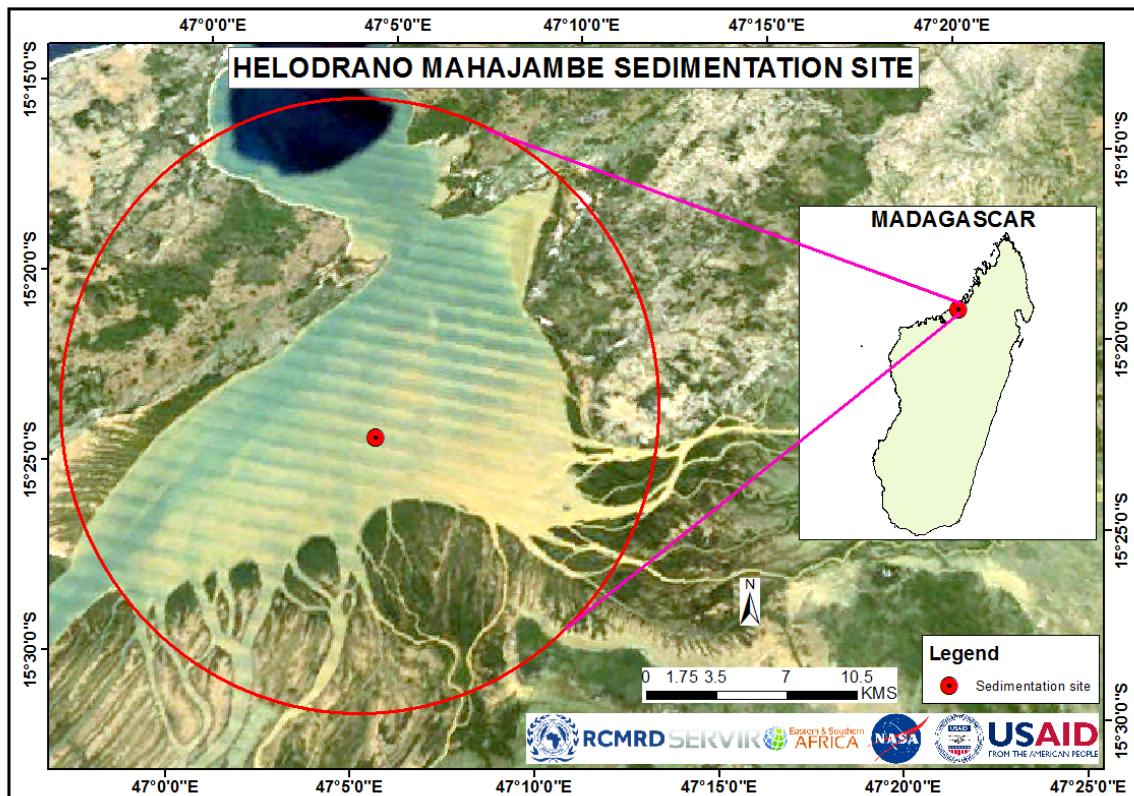 47°0'0"E 47°5'0"E 47°10'0"E 47°15'0"E 47°20'0"E
HELODRANO MAHAJAMBE SEDIMENTATION SITE
15°15'0"S
15°15'0"S
MADAGASCAR
15°20'0"S
15°20'0"S
15°25'0"S
15°25'0"S
N
15°30'0"S
15°30'0"S
0 1.75 3.5 7 10.5
KMS
Legend
Sedimentation site
RCMRD SERVIR Eastern & Southern
AFRICA
NASA
USAID
USAID
FROM THE AMERICAN PEOPLE
47°0'0"E 47°5'0"E 47°10'0"E 47°15'0"E 47°20'0"E 47°25'0"E